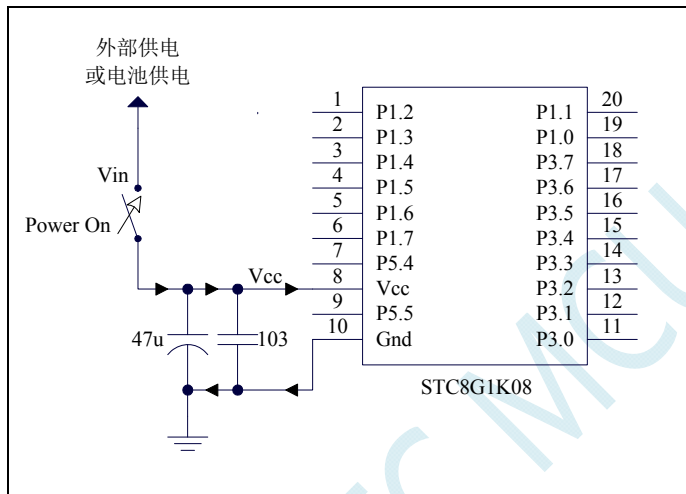 外部供电
或电池供电
Vin
Power On
Vcc
47u
103
1 P1.2 P1.1 20
2 P1.3 P1.0 19
3 P1.4 P3.7 18
4 P1.5 P3.6 17
5 P1.6 P3.5 16
6 P1.7 P3.4 15
7 P5.4 P3.3 14
8 Vcc P3.2 13
9 P5.5 P3.1 12
10 Gnd P3.0 11
STC8G1K08
MCU